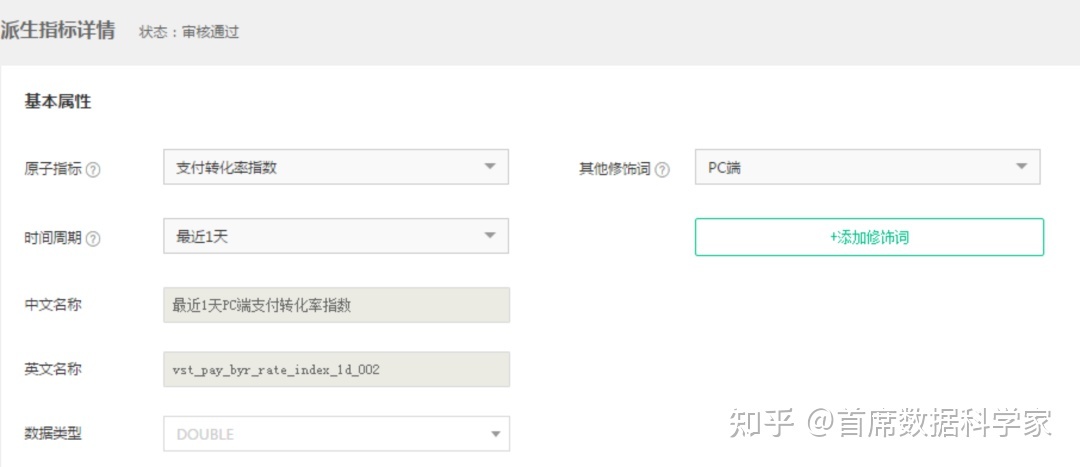 派生指标详情 状态：审核通过
基本属性
原子指标 ? 支付转化率指数 其他修饰词 ? PC端
时间周期 ? 最近1天 +添加修饰词
中文名称 最近1天PC端支付转化率指数
英文名称 vst_pay_byr_rate_index_1d_002
数据类型 DOUBLE
知乎 @首席数据科学家